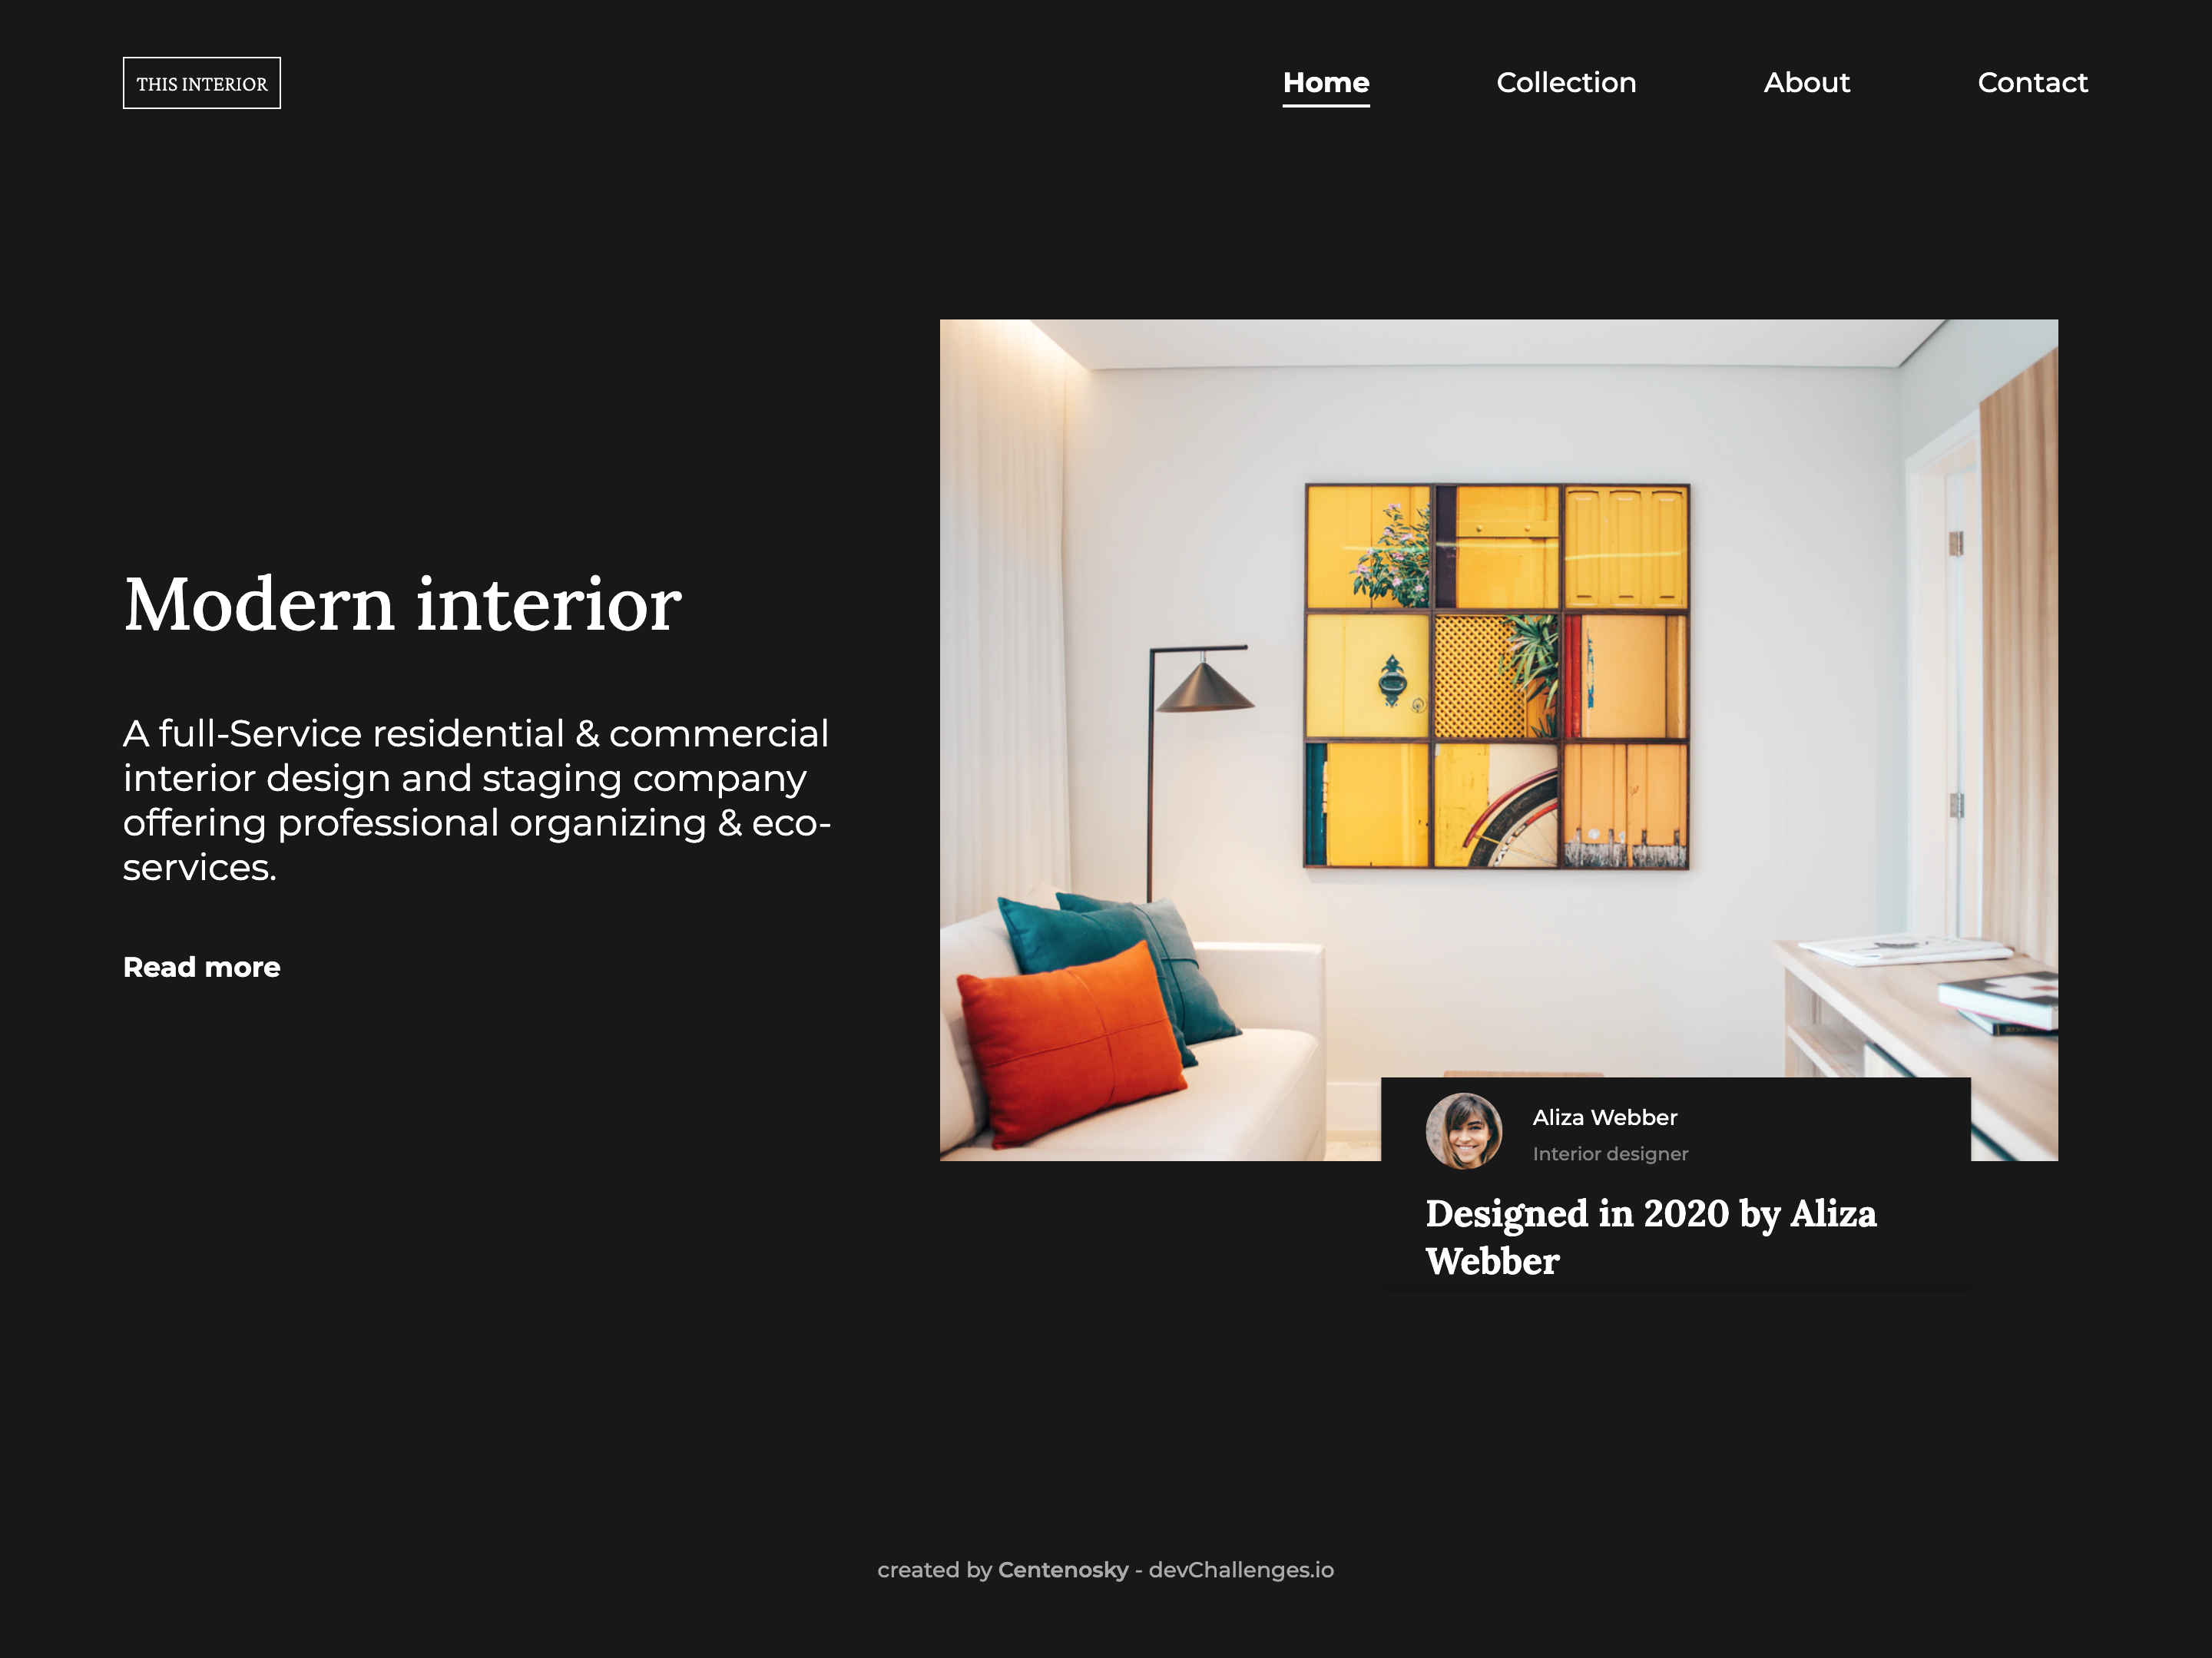 THIS INTERIOR
Home
Collection
About
Contact
Modern interior
A full-Service residential & commercial
interior design and staging company
offering professional organizing & eco-
services.
Read more
Aliza Webber
Interior designer
Designed in 2020 by Aliza
Webber
created by Centenosky - devChallenges.io